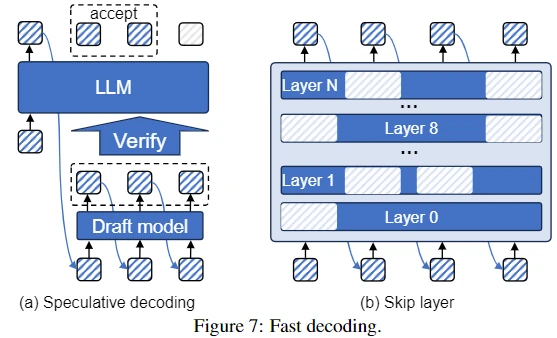 accept
LLM
Verify
Draft model
(a) Speculative decoding
Layer N
...
Layer 8
...
Layer 1
Layer 0
(b) Skip layer
Figure 7: Fast decoding.